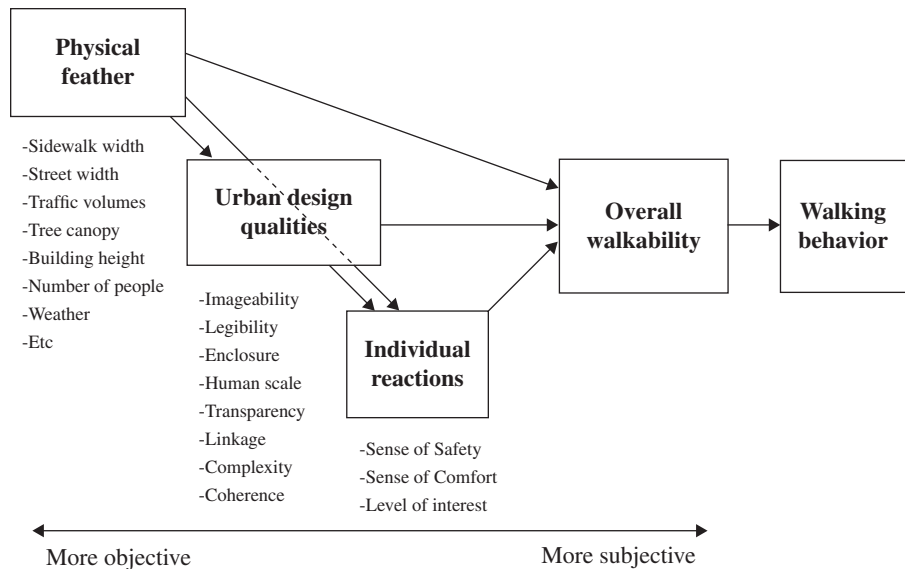 Physical
feather
-Sidewalk width
-Street width
-Traffic volumes
-Tree canopy
-Building height
-Number of people
-Weather
-Etc
Urban design
qualities
-Imageability
-Legibility
-Enclosure
-Human scale
-Transparency
-Linkage
-Complexity
-Coherence
Individual
reactions
-Sense of Safety
-Sense of Comfort
-Level of interest
Overall
walkability
Walking
behavior
More objective
More subjective